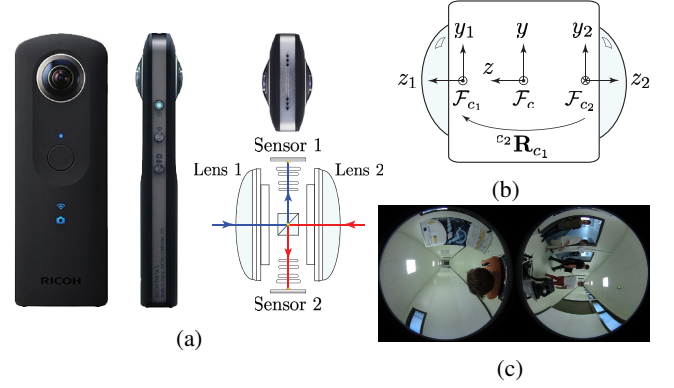 RICOH
Sensor 1
Lens 1
Lens 2
Sensor 2
(a)
y₁
y
y₂
z₁
z
z₂
𝓕c₁
𝓕c
𝓕c₂
ᶜ²𝐑c₁
(b)
(c)